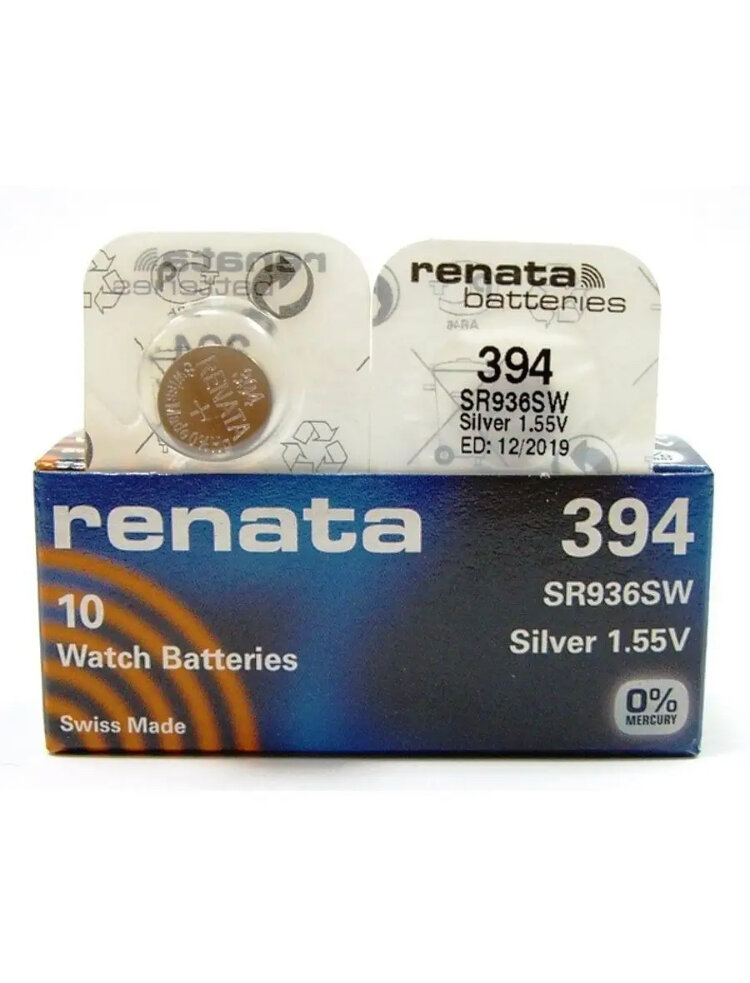 renata
batteries
394
SR936SW
Silver 1.55V
ED: 12/2019
394
RENATA
+
renata
394
10
SR936SW
Watch Batteries
Silver 1.55V
Swiss Made
0%
MERCURY